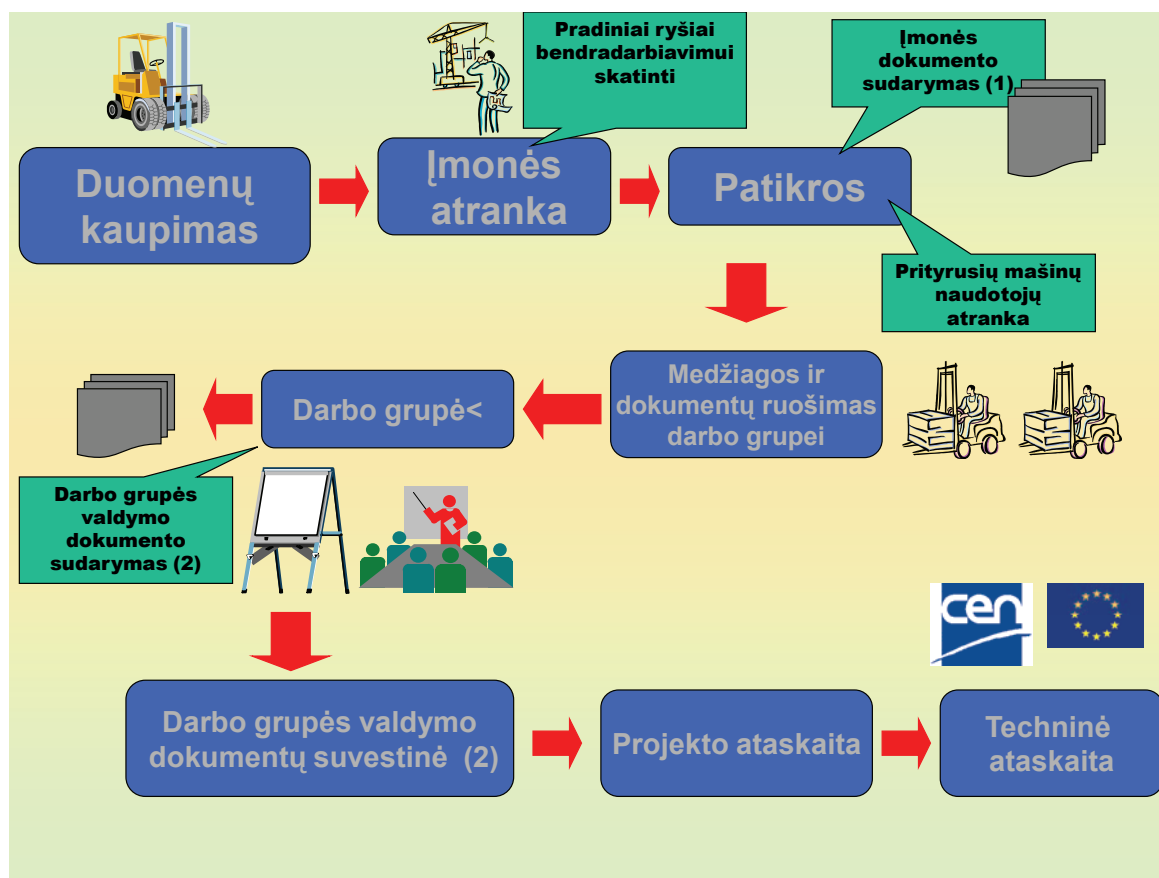 Pradiniai ryšiai
bendradarbiavimui
skatinti
Įmonės
dokumento
sudarymas (1)
Duomenų
kaupimas
Įmonės
atranka
Patikros
Prityrusių mašinų
naudotojų
atranka
Medžiagos ir
dokumentų ruošimas
darbo grupei
Darbo grupė<
Darbo grupės
valdymo
dokumento
sudarymas (2)
cen
Darbo grupės valdymo
dokumentų suvestinė (2)
Projekto ataskaita
Techninė
ataskaita